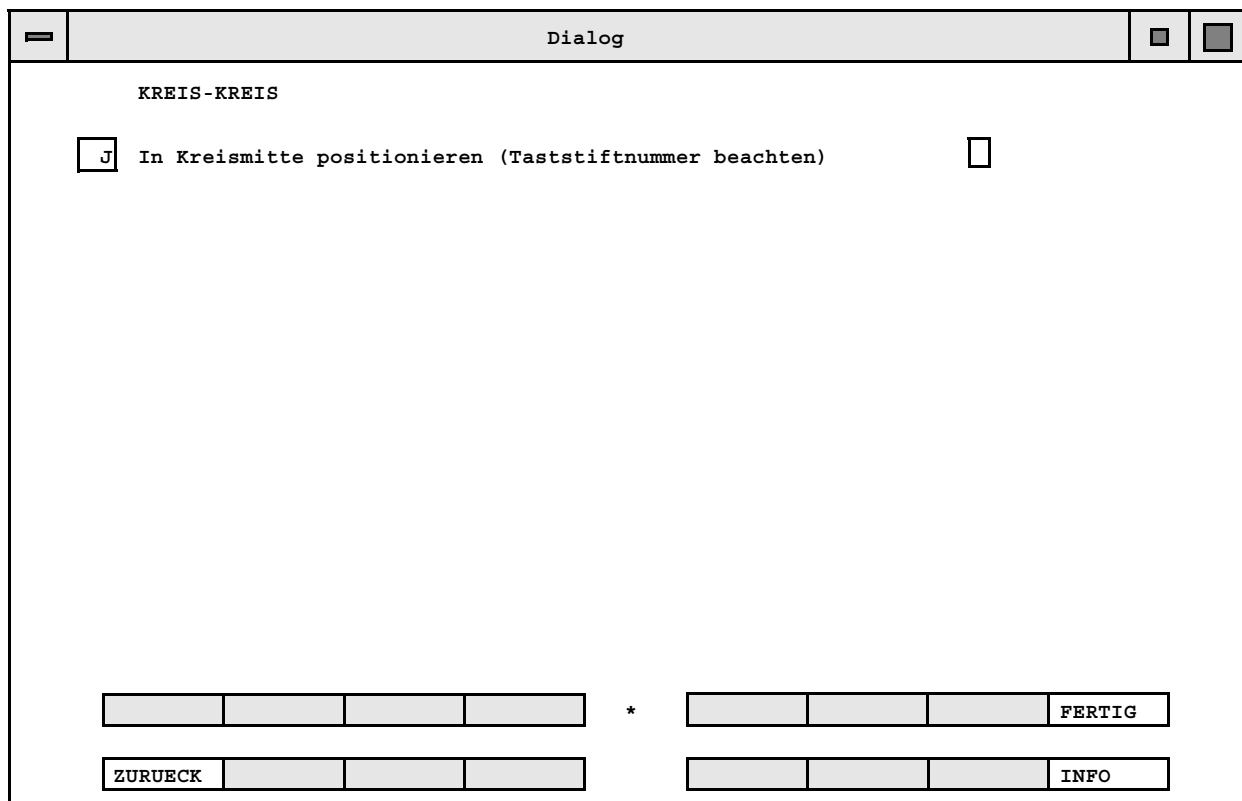 Dialog
KREIS-KREIS
J In Kreismitte positionieren (Taststiftnummer beachten)
* FERTIG
ZURUECK INFO